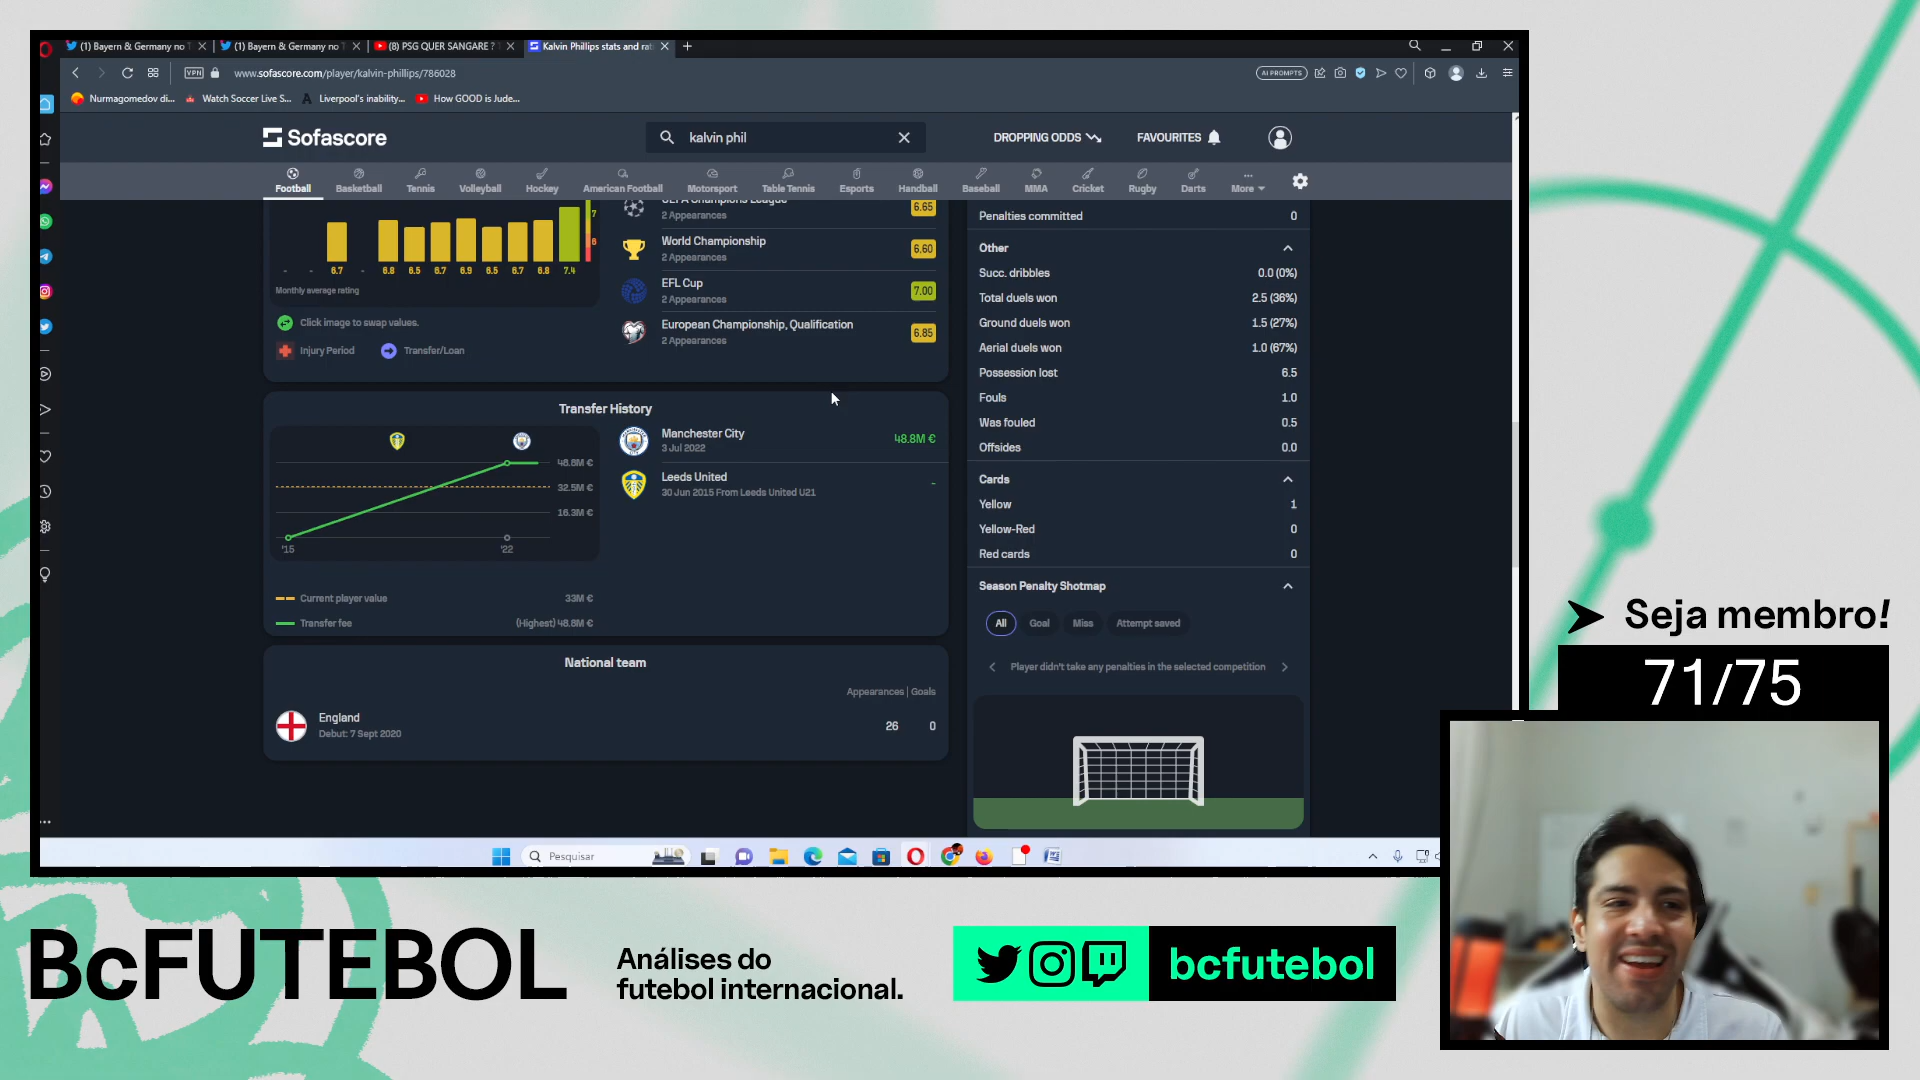 (1) Bayern & Germany no T
(1) Bayern & Germany no T
(8) PSG QUER SANGARE ?
Kalvin Phillips stats and rati
VPN
www.sofascore.com/player/kalvin-phillips/786028
AI PROMPTS
Nurmagomedov di...
Watch Soccer Live S...
Liverpool's inability...
How GOOD is Jude...
Sofascore
kalvin phil
DROPPING ODDS
FAVOURITES
Football
Basketball
Tennis
Volleyball
Hockey
American Football
Motorsport
Table Tennis
Esports
Handball
Baseball
MMA
Cricket
Rugby
Darts
More
7
6
- - 6.7 - 6.8 6.5 6.7 6.9 6.5 6.7 6.8 7.4
Monthly average rating
Click image to swap values.
Injury Period
Transfer/Loan
UEFA Champions League
2 Appearances
6.65
World Championship
2 Appearances
6.60
EFL Cup
2 Appearances
7.00
European Championship, Qualification
2 Appearances
6.85
Transfer History
48.8M €
32.5M €
16.3M €
'15
'22
Current player value
33M €
Transfer fee
(Highest) 48.8M €
Manchester City
3 Jul 2022
48.8M €
Leeds United
30 Jun 2015 From Leeds United U21
-
National team
Appearances | Goals
England
Debut: 7 Sept 2020
26
0
Penalties committed
0
Other
Succ. dribbles
0.0 (0%)
Total duels won
2.5 (36%)
Ground duels won
1.5 (27%)
Aerial duels won
1.0 (67%)
Possession lost
6.5
Fouls
1.0
Was fouled
0.5
Offsides
0.0
Cards
Yellow
1
Yellow-Red
0
Red cards
0
Season Penalty Shotmap
All
Goal
Miss
Attempt saved
Player didn't take any penalties in the selected competition
Pesquisar
Seja membro!
71/75
BcFUTEBOL
Análises do
futebol internacional.
bcfutebol